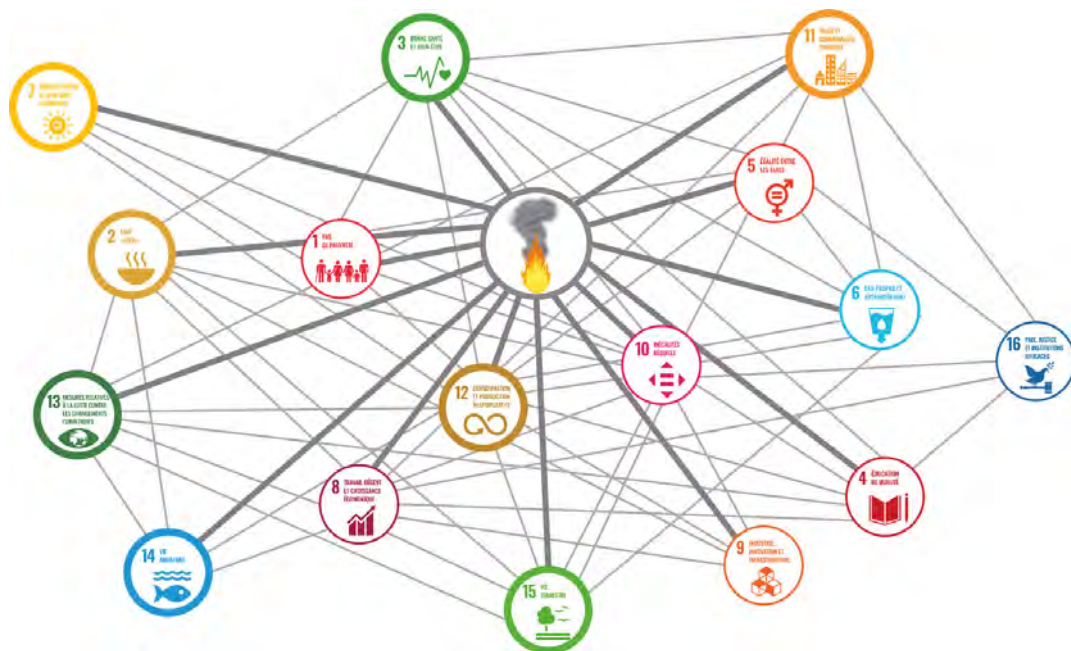 3 BONNE SANTÉ
ET BIEN-ÊTRE
11 VILLES ET
COMMUNAUTÉS
DURABLES
7
5 ÉGALITÉ ENTRE
LES SEXES
2 FAIM
«ZÉRO»
1 PAS
DE PAUVRETÉ
6 EAU PROPRE ET
ASSAINISSEMENT
10 INÉGALITÉS
RÉDUITES
16 PAIX, JUSTICE
ET INSTITUTIONS
EFFICACES
12 CONSOMMATION
ET PRODUCTION
RESPONSABLES
13 MESURES RELATIVES
À LA LUTTE CONTRE
LES CHANGEMENTS
CLIMATIQUES
8 TRAVAIL DÉCENT
ET CROISSANCE
ÉCONOMIQUE
4 ÉDUCATION
DE QUALITÉ
14 VIE
AQUATIQUE
9 INDUSTRIE,
INNOVATION ET
INFRASTRUCTURE
15 VIE
TERRESTRE